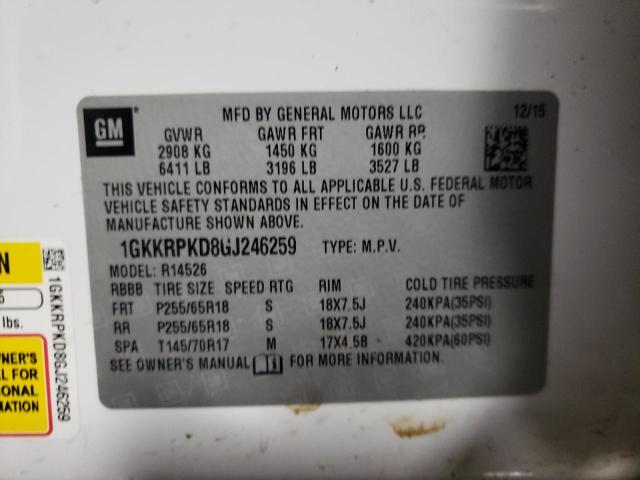 GM
MFD BY GENERAL MOTORS LLC 12/15
GVWR GAWR FRT GAWR RR
2908 KG 1450 KG 1600 KG
6411 LB 3196 LB 3527 LB
THIS VEHICLE CONFORMS TO ALL APPLICABLE U.S. FEDERAL MOTOR
VEHICLE SAFETY STANDARDS IN EFFECT ON THE DATE OF
MANUFACTURE SHOWN ABOVE.
1GKKRPKD8GJ246259 TYPE: M.P.V.
MODEL: R14526
RBBB TIRE SIZE SPEED RTG RIM COLD TIRE PRESSURE
FRT P255/65R18 S 18X7.5J 240KPA(35PSI)
RR P255/65R18 S 18X7.5J 240KPA(35PSI)
SPA T145/70R17 M 17X4.5B 420KPA(60PSI)
SEE OWNER'S MANUAL FOR MORE INFORMATION.
N
5
lbs.
WNER'S
AL FOR
IONAL
MATION
1GKKRPKD8GJ246259